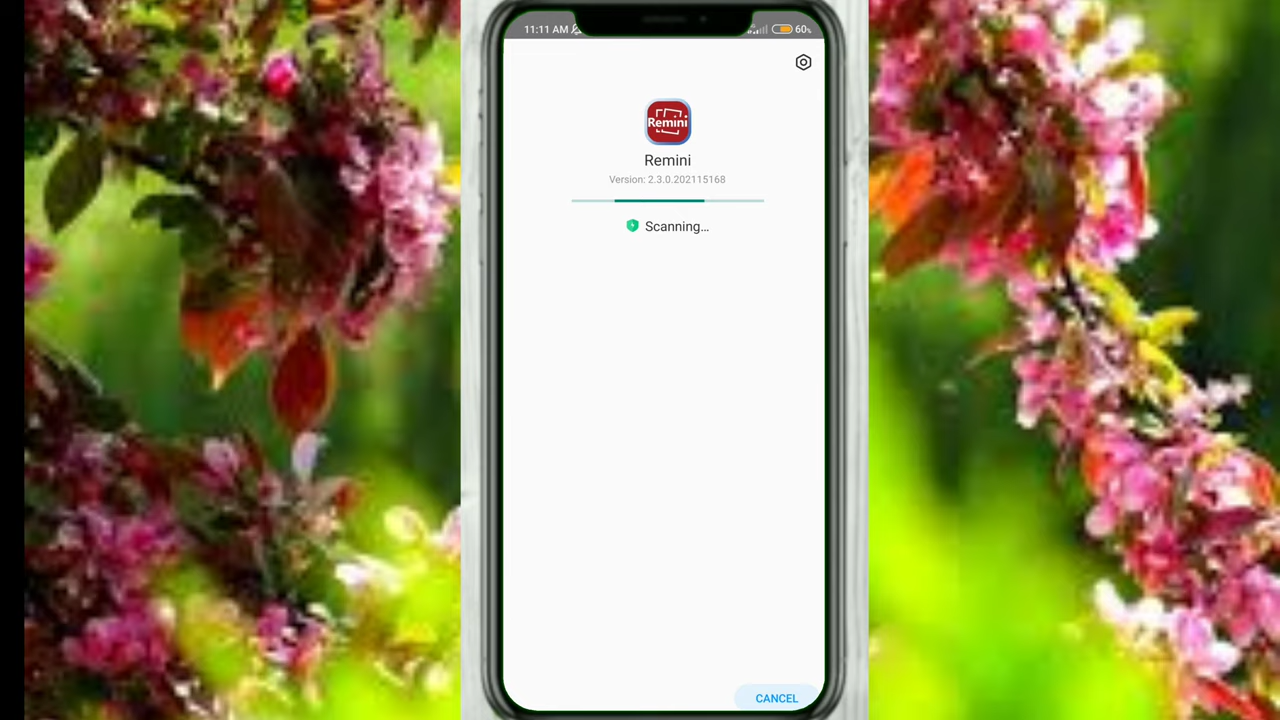 11:11 AM
60%
Remini
Remini
Version: 2.3.0.202115168
Scanning...
CANCEL